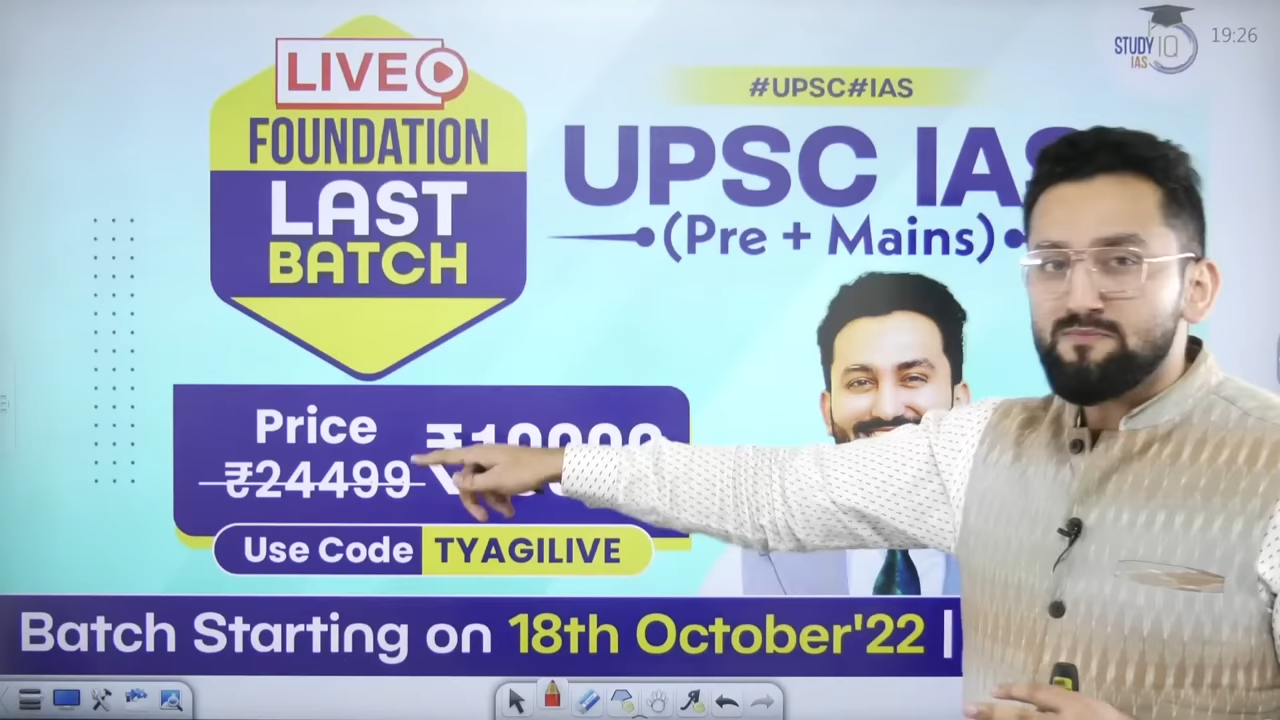 STUDY IQ
IAS
19:26
LIVE
FOUNDATION
LAST
BATCH
#UPSC#IAS
UPSC IAS
(Pre + Mains)
Price
₹24499
Use Code TYAGILIVE
Batch Starting on 18th October'22 |